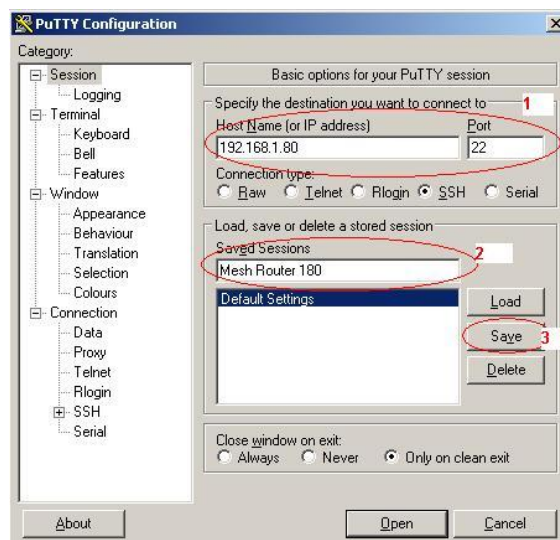 PuTTY Configuration
Category:
Session
Logging
Terminal
Keyboard
Bell
Features
Window
Appearance
Behaviour
Translation
Selection
Colours
Connection
Data
Proxy
Telnet
Rlogin
SSH
Serial
Basic options for your PuTTY session
Specify the destination you want to connect to 1
Host Name (or IP address) Port
192.168.1.80 22
Connection type:
Raw Telnet Rlogin SSH Serial
Load, save or delete a stored session
Saved Sessions 2
Mesh Router 180
Default Settings
Load
Save 3
Delete
Close window on exit:
Always Never Only on clean exit
About Open Cancel